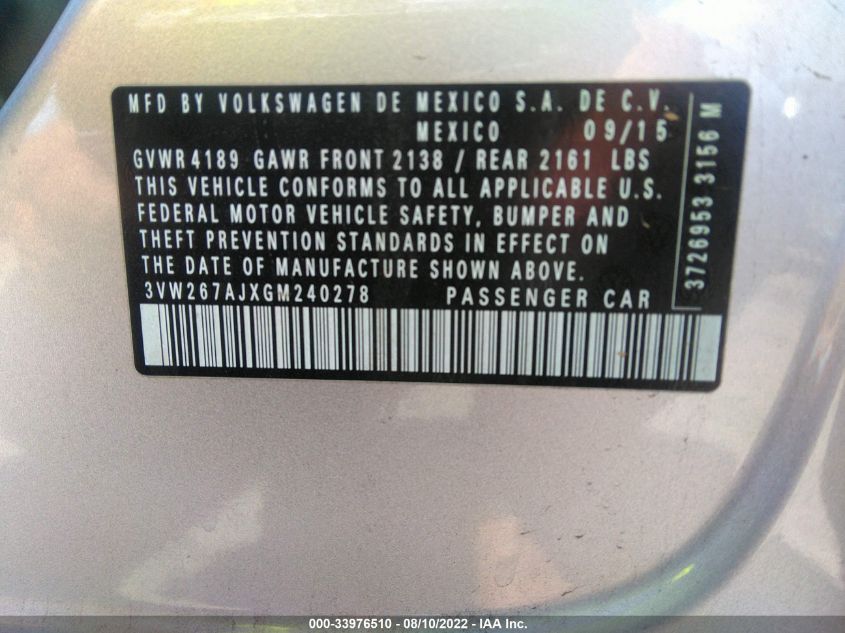 MFD BY VOLKSWAGEN DE MEXICO S.A. DE C.V.
MEXICO 09/15
GVWR 4189 GAWR FRONT 2138 / REAR 2161 LBS
THIS VEHICLE CONFORMS TO ALL APPLICABLE U.S.
FEDERAL MOTOR VEHICLE SAFETY, BUMPER AND
THEFT PREVENTION STANDARDS IN EFFECT ON
THE DATE OF MANUFACTURE SHOWN ABOVE.
3VW267AJXGM240278 PASSENGER CAR
3726953 3156 M
000-33976510 - 08/10/2022 - IAA Inc.